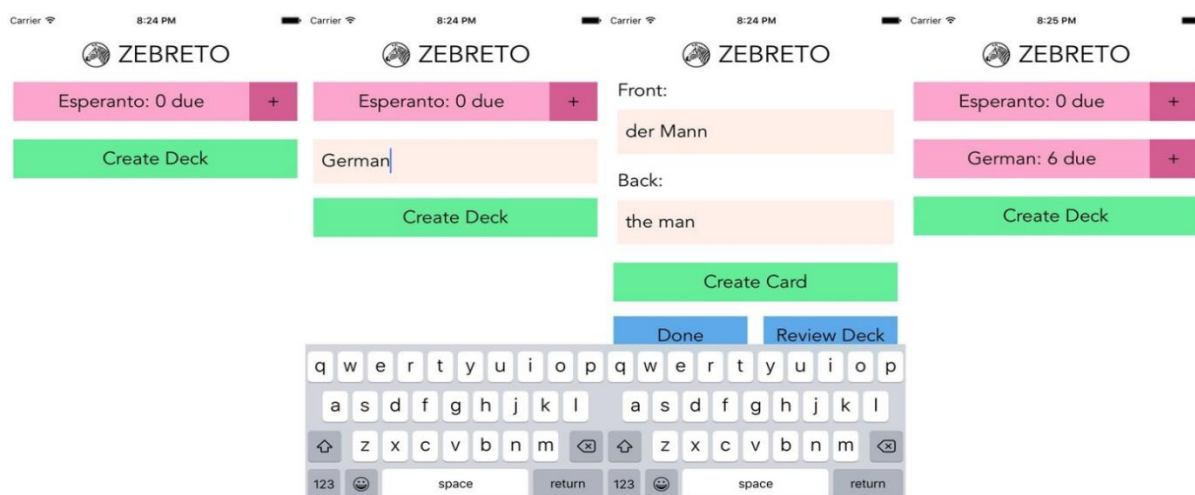 Carrier 8:24 PM
ZEBRETO
Esperanto: 0 due +
Create Deck
Carrier 8:24 PM
ZEBRETO
Esperanto: 0 due +
German
Create Deck
q w e r t y u i o p
a s d f g h j k l
z x c v b n m
123 space return
Carrier 8:24 PM
ZEBRETO
Front:
der Mann
Back:
the man
Create Card
Done Review Deck
q w e r t y u i o p
a s d f g h j k l
z x c v b n m
123 space return
Carrier 8:25 PM
ZEBRETO
Esperanto: 0 due +
German: 6 due +
Create Deck